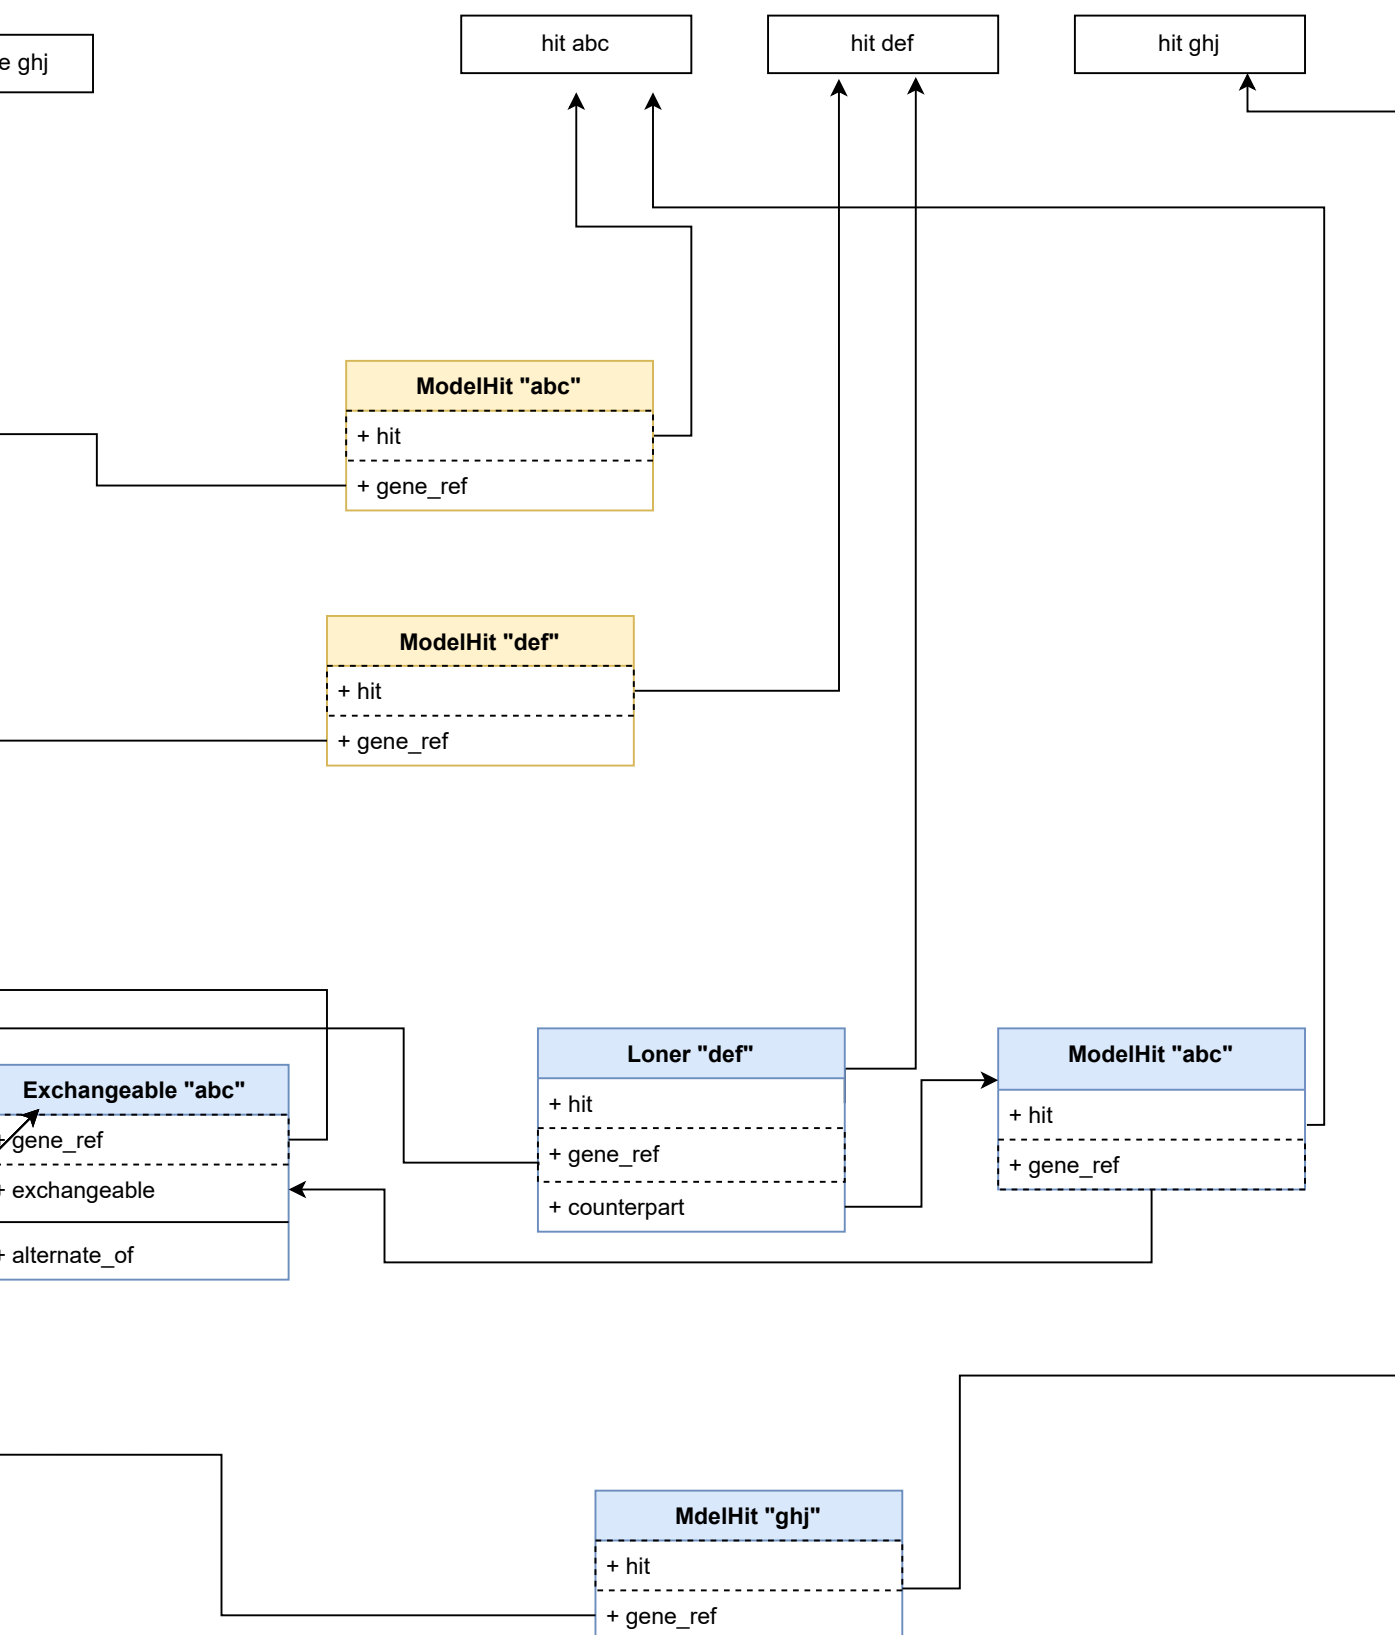 hit abc
hit def
hit ghj
e ghj
ModelHit "abc"
+ hit
+ gene_ref
ModelHit "def"
+ hit
+ gene_ref
Exchangeable "abc"
+ gene_ref
+ exchangeable
+ alternate_of
Loner "def"
+ hit
+ gene_ref
+ counterpart
ModelHit "abc"
+ hit
+ gene_ref
MdelHit "ghj"
+ hit
+ gene_ref